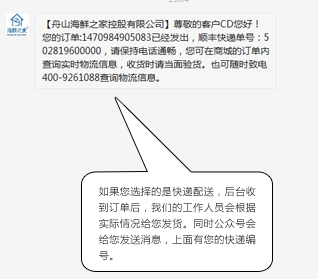 海鲜之家
【舟山海鲜之家控股有限公司】尊敬的客户CD您好！
您的订单:1470984905083已经发出，顺丰快递单号：5
02819600000，请保持电话通畅，您可在商城的订单内
查询实时物流信息，收货时请当面验货。也可随时致电
400-9261088查询物流信息。
如果您选择的是快递配送，后台收
到订单后，我们的工作人员会根据
实际情况给您发货。同时公众号会
给您发送消息，上面有您的快递编
号。